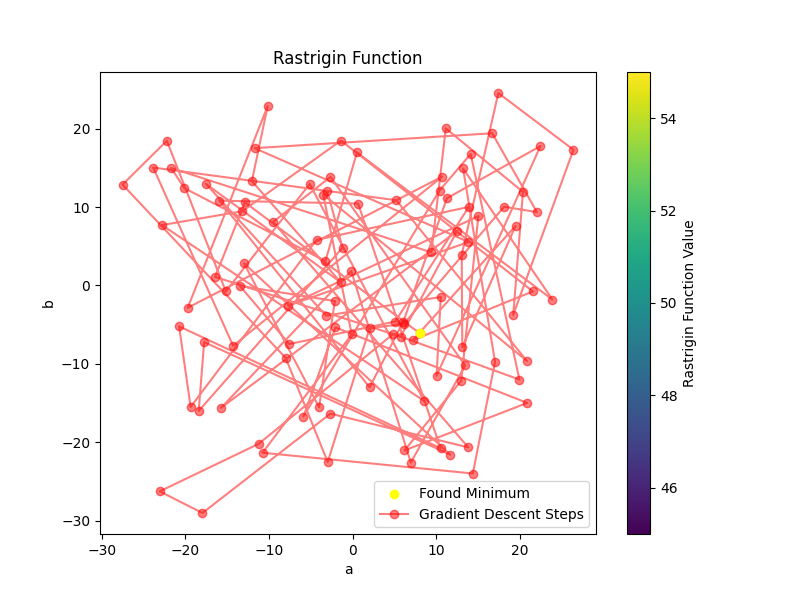 Rastrigin Function
20
10
0
−10
−20
−30
b
−30
−20
−10
0
10
20
a
Found Minimum
Gradient Descent Steps
54
52
50
48
46
Rastrigin Function Value